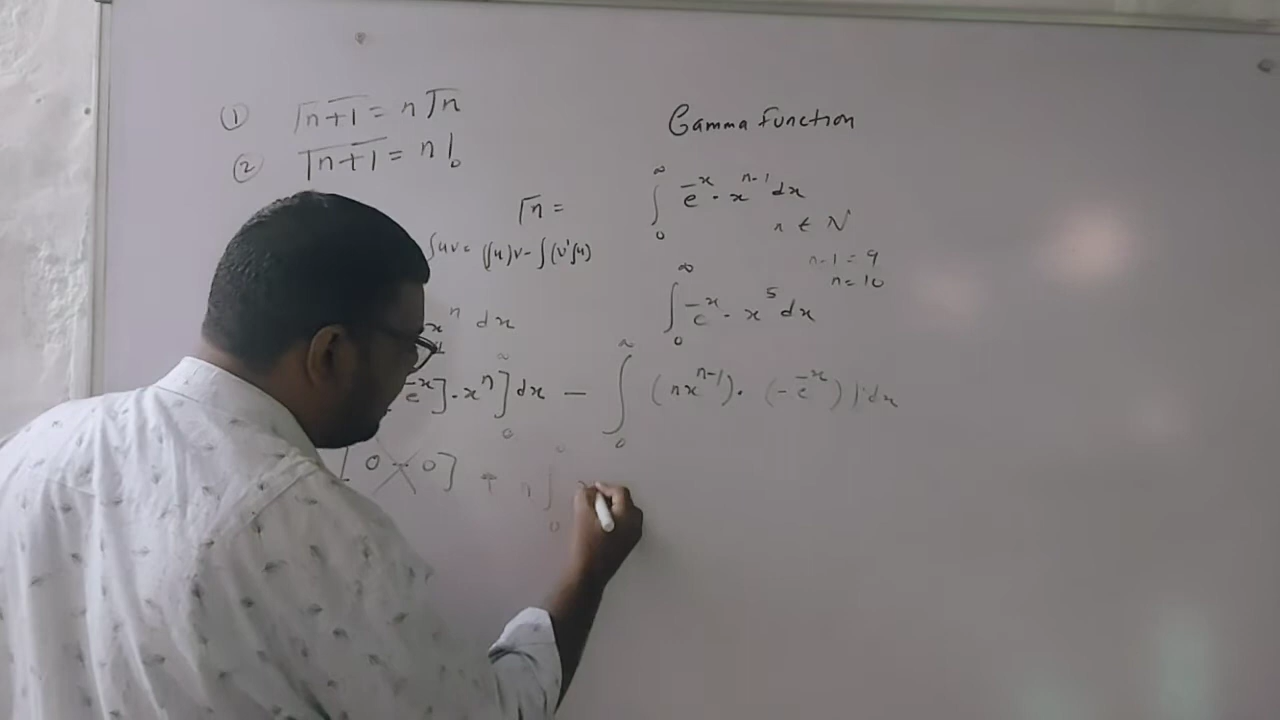 ① Γn+1 = n Γn
② Γn+1 = n!
Gamma Function
Γn =
∫₀^∞ e^-x · x^n-1 dx
n ∈ N
∫uv = (∫u)v - ∫(v'∫u)
n-1 = 9
n = 10
∫₀^∞ e^-x · x^5 dx
x^n dx
e^-x] · x^n]₀^∞ dx — ∫₀^∞ (nx^n-1) · (-e^-x) dx
[0 - 0] + n ∫₀